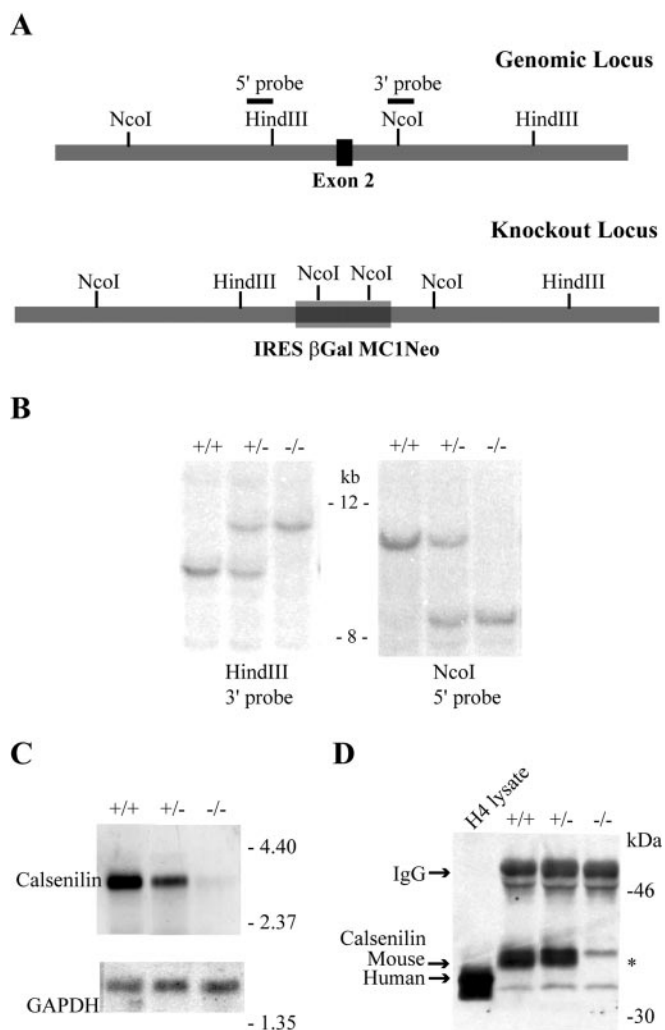 A
Genomic Locus
5' probe 3' probe
NcoI HindIII NcoI HindIII
Exon 2
Knockout Locus
NcoI HindIII NcoI NcoI NcoI HindIII
IRES βGal MC1Neo
B
+/+ +/- -/- +/+ +/- -/-
kb
- 12 -
- 8 -
HindIII NcoI
3' probe 5' probe
C
+/+ +/- -/-
- 4.40
Calsenilin
- 2.37
GAPDH
- 1.35
D
H4 lysate +/+ +/- -/-
kDa
IgG
-46
Calsenilin
Mouse *
Human
-30